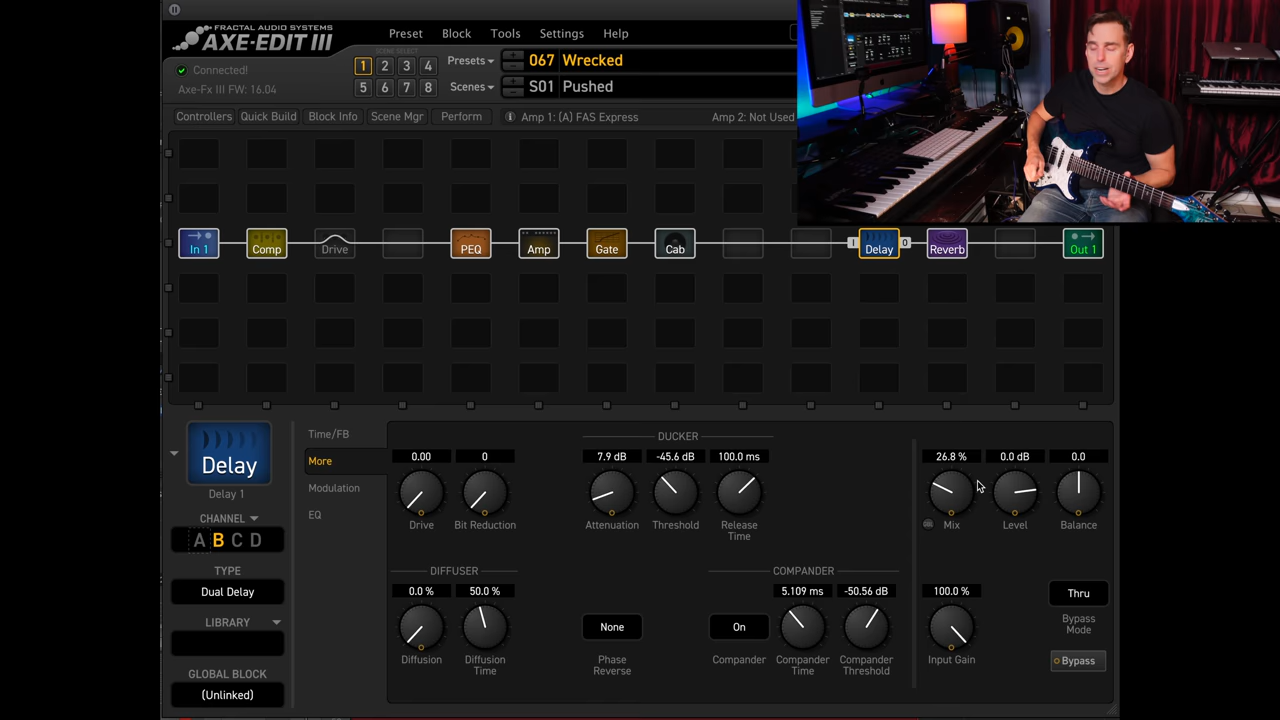 FRACTAL AUDIO SYSTEMS
AXE-EDIT III
Preset Block Tools Settings Help
Connected!
Axe-Fx III FW: 16.04
SCENE SELECT
1 2 3 4
5 6 7 8
Presets 067 Wrecked
Scenes S01 Pushed
Controllers Quick Build Block Info Scene Mgr Perform Amp 1: (A) FAS Express Amp 2: Not Used
In 1 Comp Drive PEQ Amp Gate Cab I Delay O Reverb Out 1
Delay
Delay 1
CHANNEL
A B C D
TYPE
Dual Delay
LIBRARY
GLOBAL BLOCK
(Unlinked)
Time/FB
More
Modulation
EQ
DUCKER
0.00 0 7.9 dB -45.6 dB 100.0 ms 26.8 % 0.0 dB 0.0
Drive Bit Reduction Attenuation Threshold Release Time Mix Level Balance
DIFFUSER COMPANDER
0.0 % 50.0 % None On 5.109 ms -50.56 dB 100.0 % Thru
Diffusion Diffusion Time Phase Reverse Compander Compander Time Compander Threshold Input Gain Bypass Mode
Bypass